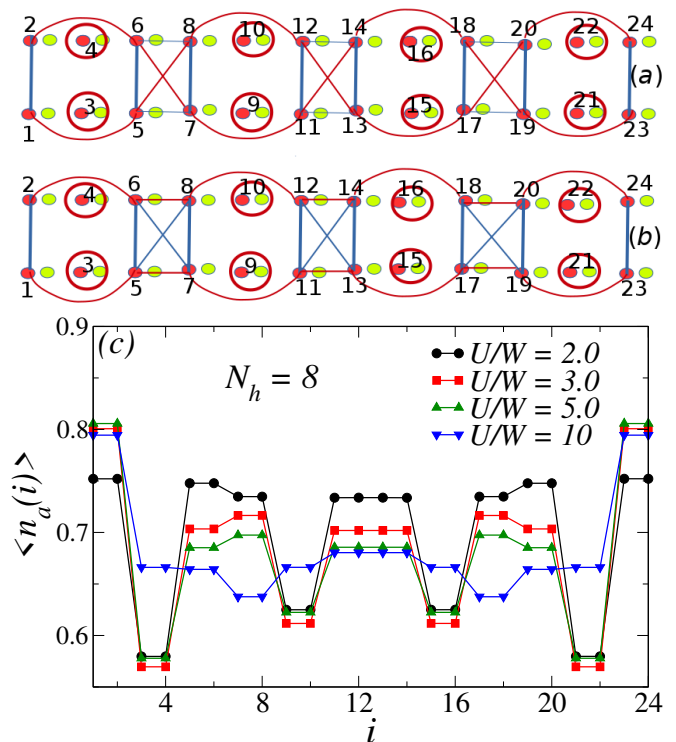 2 4 6 8 10 12 14 16 18 20 22 24
(a)
1 3 5 7 9 11 13 15 17 19 21 23
2 4 6 8 10 12 14 16 18 20 22 24
(b)
1 3 5 7 9 11 13 15 17 19 21 23
(c)
N_h = 8
U/W = 2.0
U/W = 3.0
U/W = 5.0
U/W = 10
0.9
0.8
0.7
0.6
<n_a(i)>
4 8 12 16 20 24
i